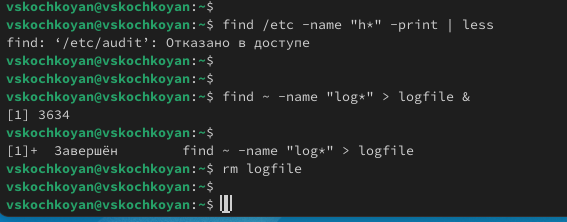 vskochkoyan@vskochkoyan:~$
vskochkoyan@vskochkoyan:~$ find /etc -name "h*" -print | less
find: ‘/etc/audit’: Отказано в доступе
vskochkoyan@vskochkoyan:~$
vskochkoyan@vskochkoyan:~$
vskochkoyan@vskochkoyan:~$ find ~ -name "log*" > logfile &
[1] 3634
vskochkoyan@vskochkoyan:~$
[1]+  Завершён        find ~ -name "log*" > logfile
vskochkoyan@vskochkoyan:~$ rm logfile
vskochkoyan@vskochkoyan:~$
vskochkoyan@vskochkoyan:~$